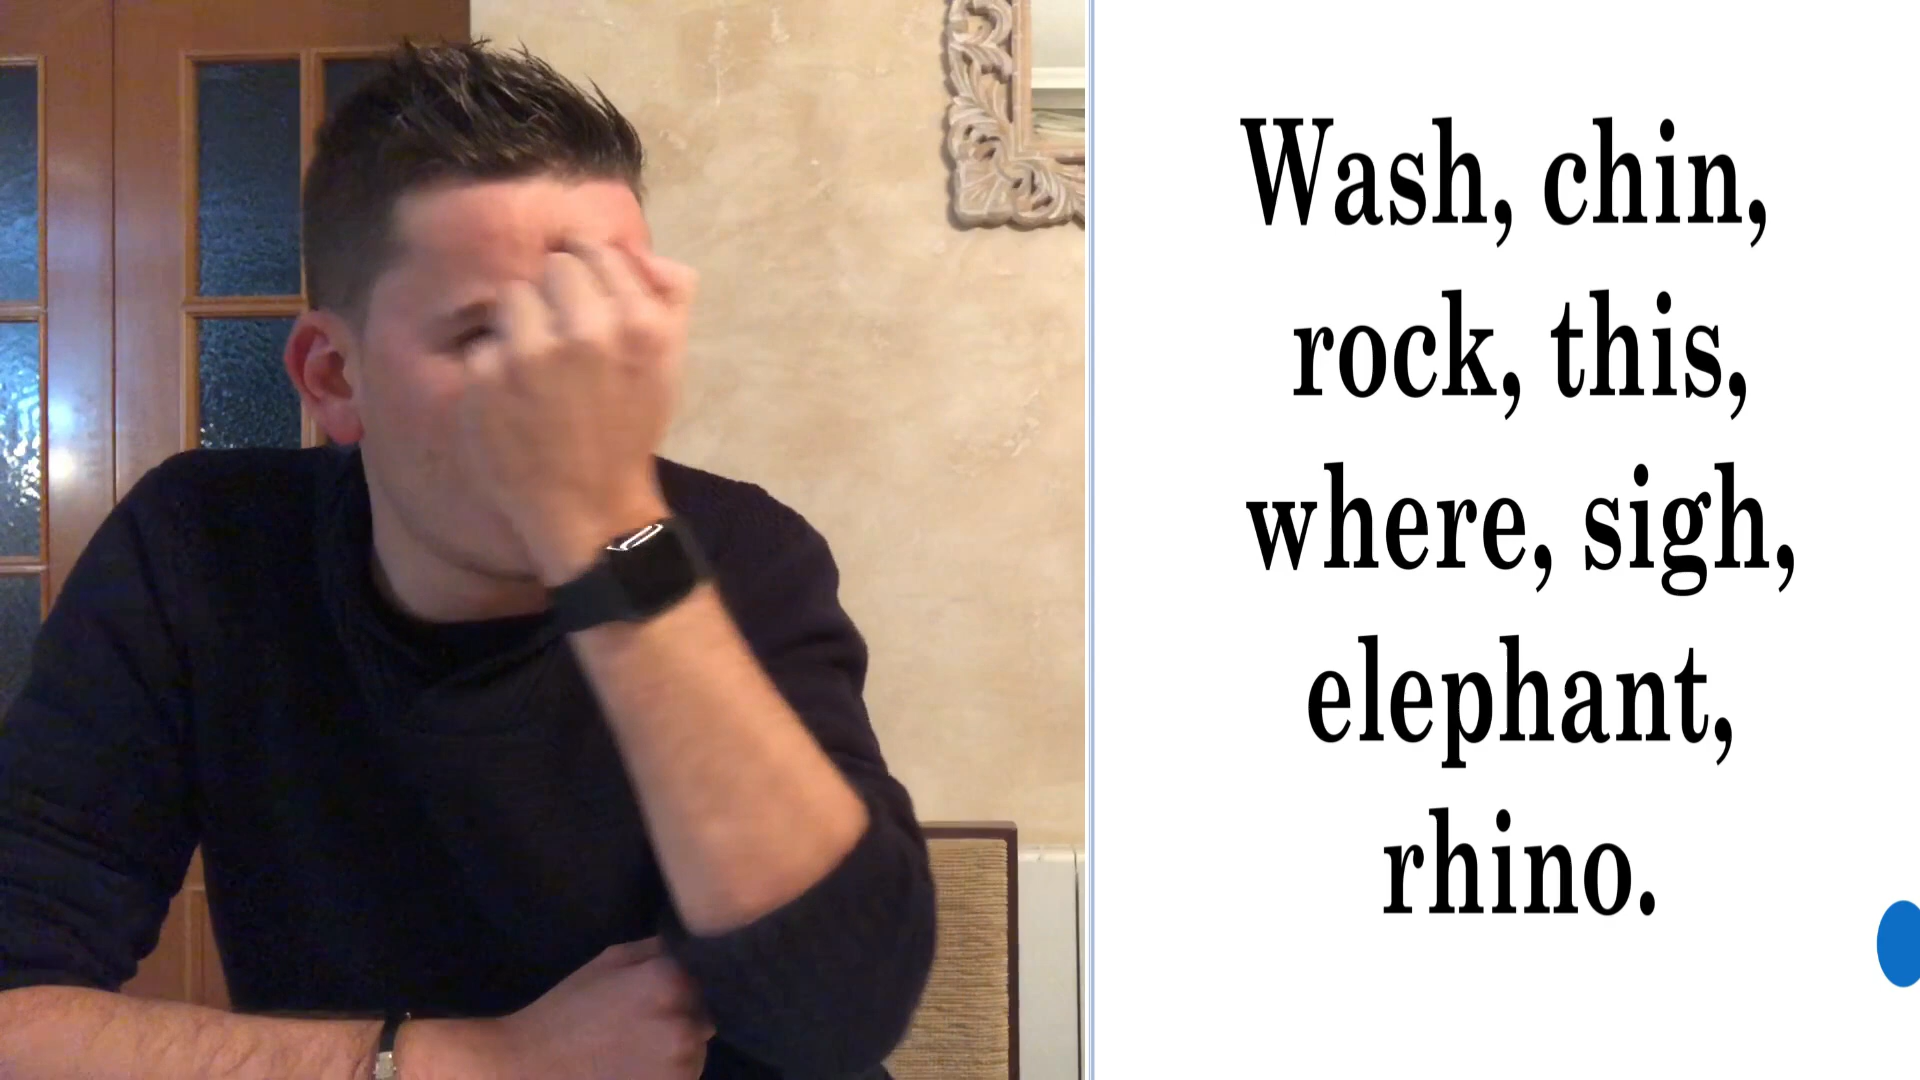 Wash, chin,
rock, this,
where, sigh,
elephant,
rhino.